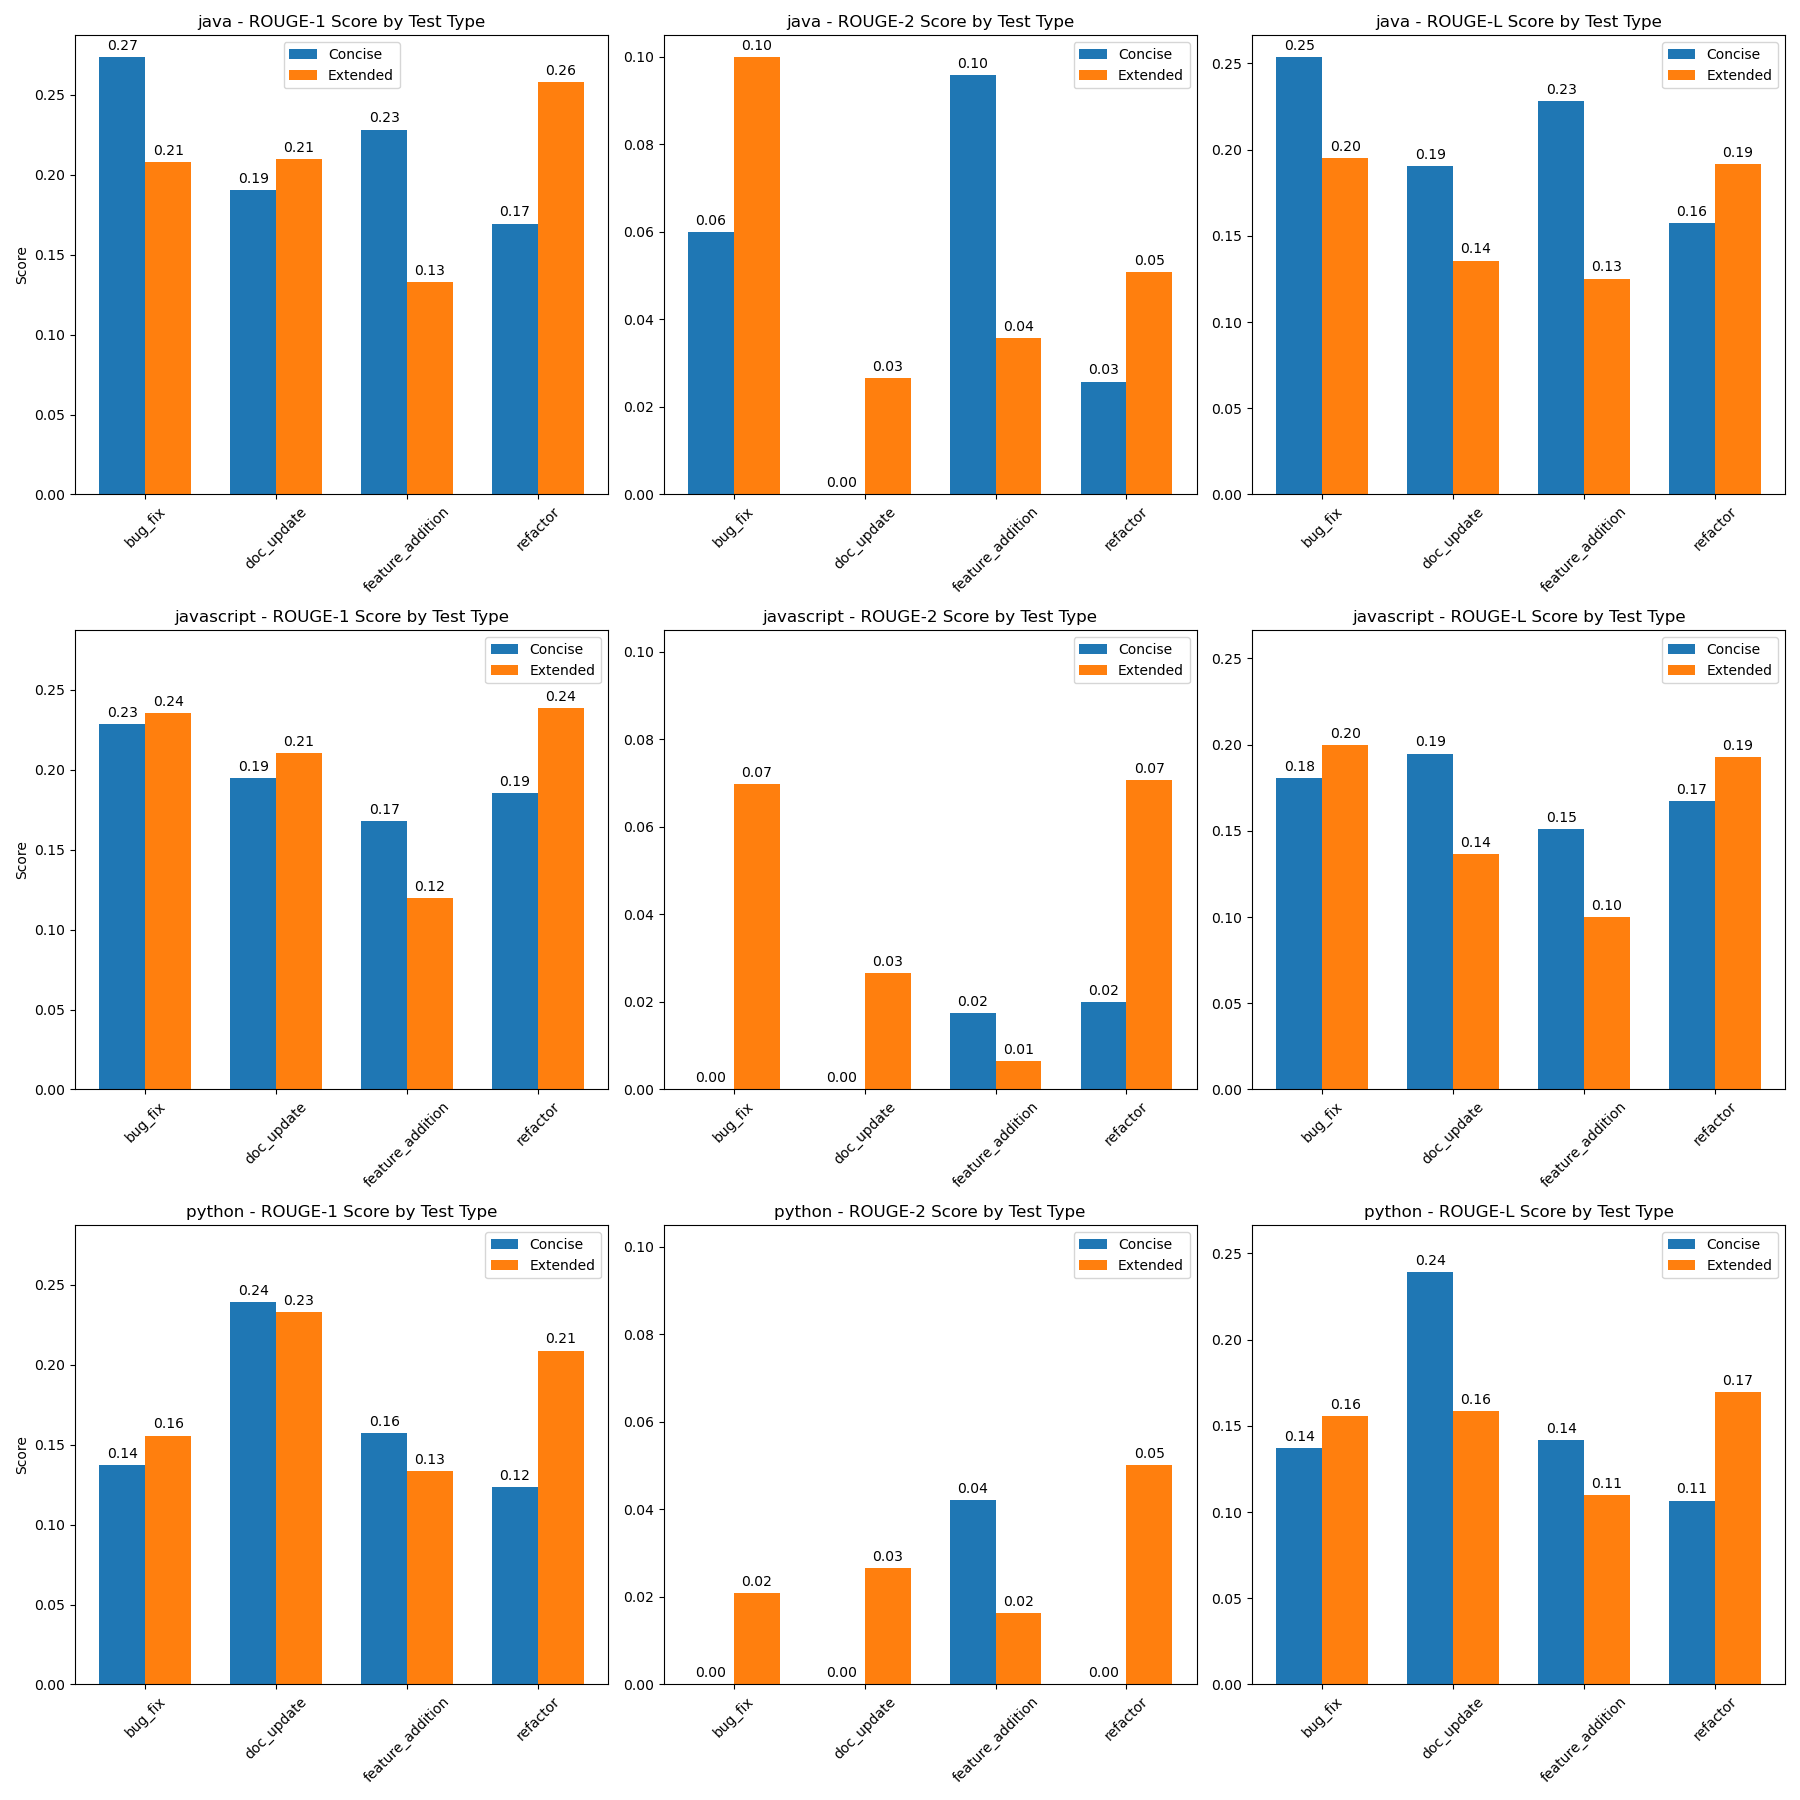 java - ROUGE-1 Score by Test Type
Score
0.00
0.05
0.10
0.15
0.20
0.25
Concise
Extended
0.27
0.21
0.19
0.21
0.23
0.13
0.17
0.26
bug_fix
doc_update
feature_addition
refactor
java - ROUGE-2 Score by Test Type
0.00
0.02
0.04
0.06
0.08
0.10
Concise
Extended
0.06
0.10
0.00
0.03
0.10
0.04
0.03
0.05
bug_fix
doc_update
feature_addition
refactor
java - ROUGE-L Score by Test Type
0.00
0.05
0.10
0.15
0.20
0.25
Concise
Extended
0.25
0.20
0.19
0.14
0.23
0.13
0.16
0.19
bug_fix
doc_update
feature_addition
refactor
javascript - ROUGE-1 Score by Test Type
Score
0.00
0.05
0.10
0.15
0.20
0.25
Concise
Extended
0.23
0.24
0.19
0.21
0.17
0.12
0.19
0.24
bug_fix
doc_update
feature_addition
refactor
javascript - ROUGE-2 Score by Test Type
0.00
0.02
0.04
0.06
0.08
0.10
Concise
Extended
0.00
0.07
0.00
0.03
0.02
0.01
0.02
0.07
bug_fix
doc_update
feature_addition
refactor
javascript - ROUGE-L Score by Test Type
0.00
0.05
0.10
0.15
0.20
0.25
Concise
Extended
0.18
0.20
0.19
0.14
0.15
0.10
0.17
0.19
bug_fix
doc_update
feature_addition
refactor
python - ROUGE-1 Score by Test Type
Score
0.00
0.05
0.10
0.15
0.20
0.25
Concise
Extended
0.14
0.16
0.24
0.23
0.16
0.13
0.12
0.21
bug_fix
doc_update
feature_addition
refactor
python - ROUGE-2 Score by Test Type
0.00
0.02
0.04
0.06
0.08
0.10
Concise
Extended
0.00
0.02
0.00
0.03
0.04
0.02
0.00
0.05
bug_fix
doc_update
feature_addition
refactor
python - ROUGE-L Score by Test Type
0.00
0.05
0.10
0.15
0.20
0.25
Concise
Extended
0.14
0.16
0.24
0.16
0.14
0.11
0.11
0.17
bug_fix
doc_update
feature_addition
refactor